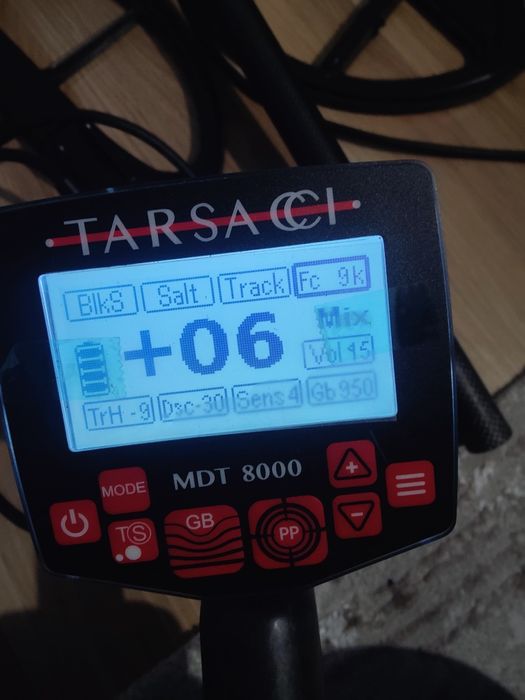 TARSACCI
BlkS Salt Track Fc 9k
+06 Mix
Vol 15
TrH -9 Dsc-30 Sens 4 Gb 950
MODE MDT 8000 +
TS GB PP -